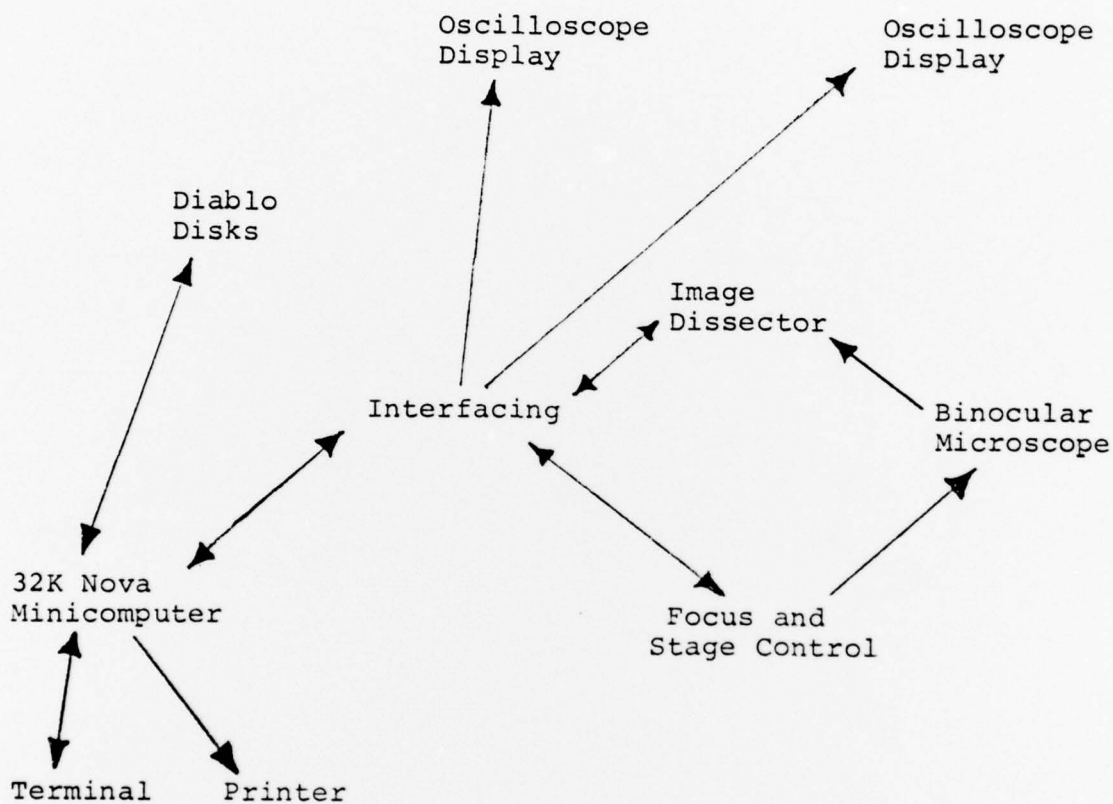 Oscilloscope
Display
Oscilloscope
Display
Diablo
Disks
Image
Dissector
Interfacing
Binocular
Microscope
32K Nova
Minicomputer
Focus and
Stage Control
Terminal
Printer